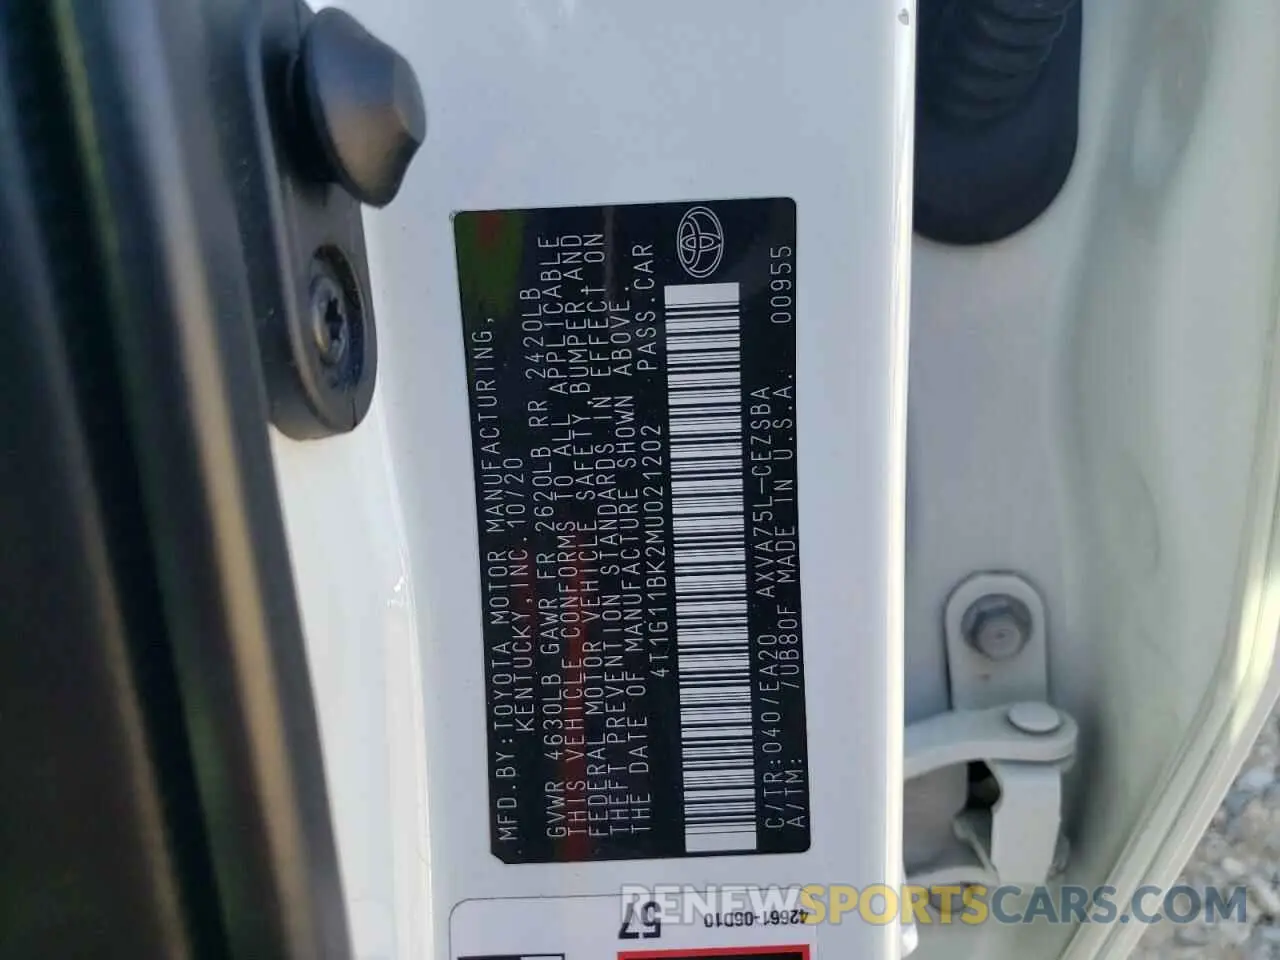 MFD.BY:TOYOTA MOTOR MANUFACTURING,
KENTUCKY,INC.10/20
GVWR 4630LB GAWR FR 2620LB RR 2420LB
THIS VEHICLE CONFORMS TO ALL APPLICABLE
FEDERAL MOTOR VEHICLE SAFETY,BUMPER,AND
THEFT PREVENTION STANDARDS IN EFFECT ON
THE DATE OF MANUFACTURE SHOWN ABOVE.
4T1G11BK2MU021202 PASS.CAR
C/TR:040/EA20 AXVA75L-CEZSBA 00955
A/TM: /UB80F MADE IN U.S.A.
42661-06D10
57
RENEWSPORTSCARS.COM